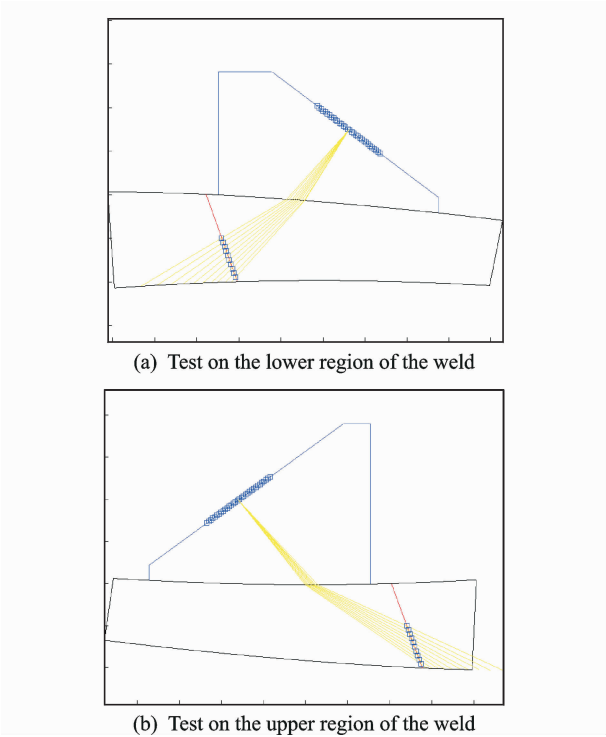 (a) Test on the lower region of the weld
(b) Test on the upper region of the weld